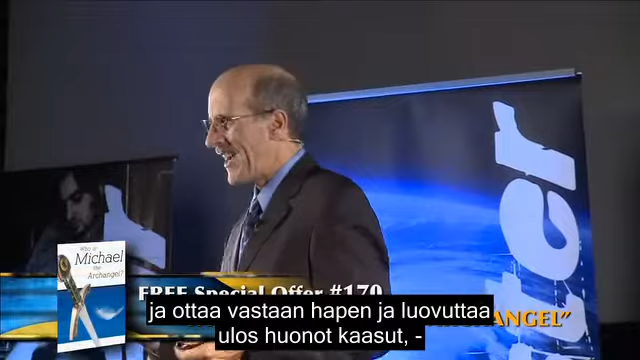 Who is
Michael
the
Archangel?
FREE Special Offer #170
ANGEL”
ja ottaa vastaan hapen ja luovuttaa
ulos huonot kaasut, -